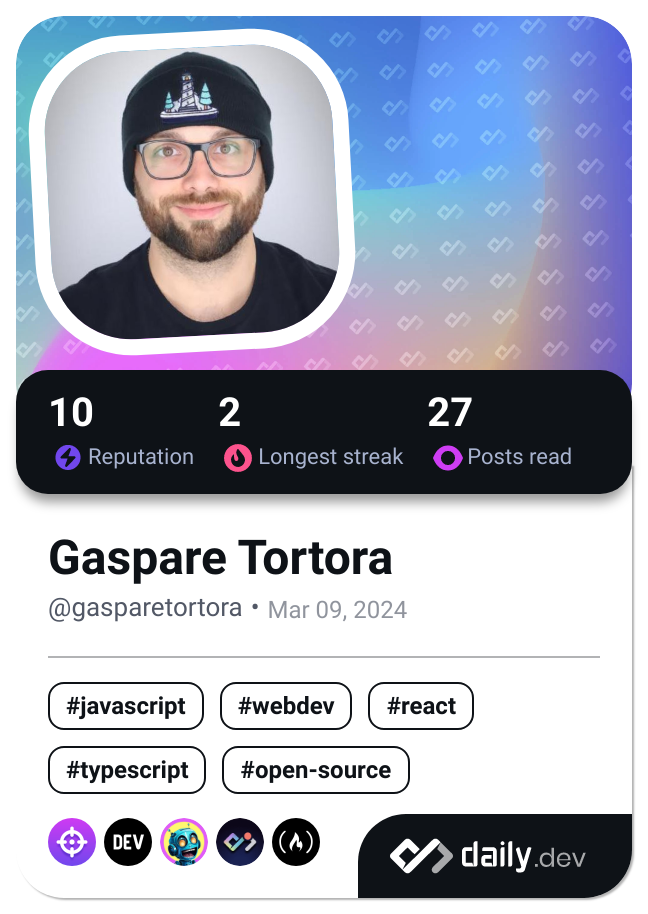 10 2 27
Reputation Longest streak Posts read
Gaspare Tortora
@gasparetortora • Mar 09, 2024
#javascript #webdev #react
#typescript #open-source
DEV
daily.dev